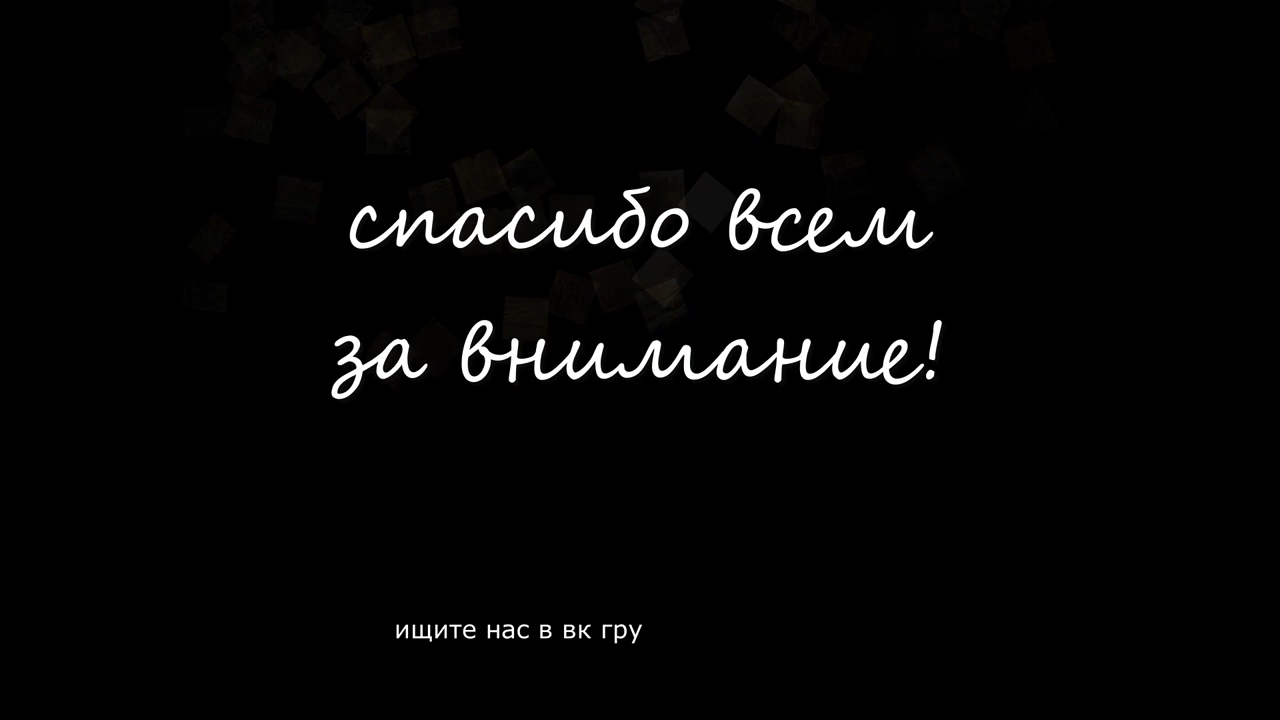 спасибо всем
за внимание!
ищите нас в вк гру